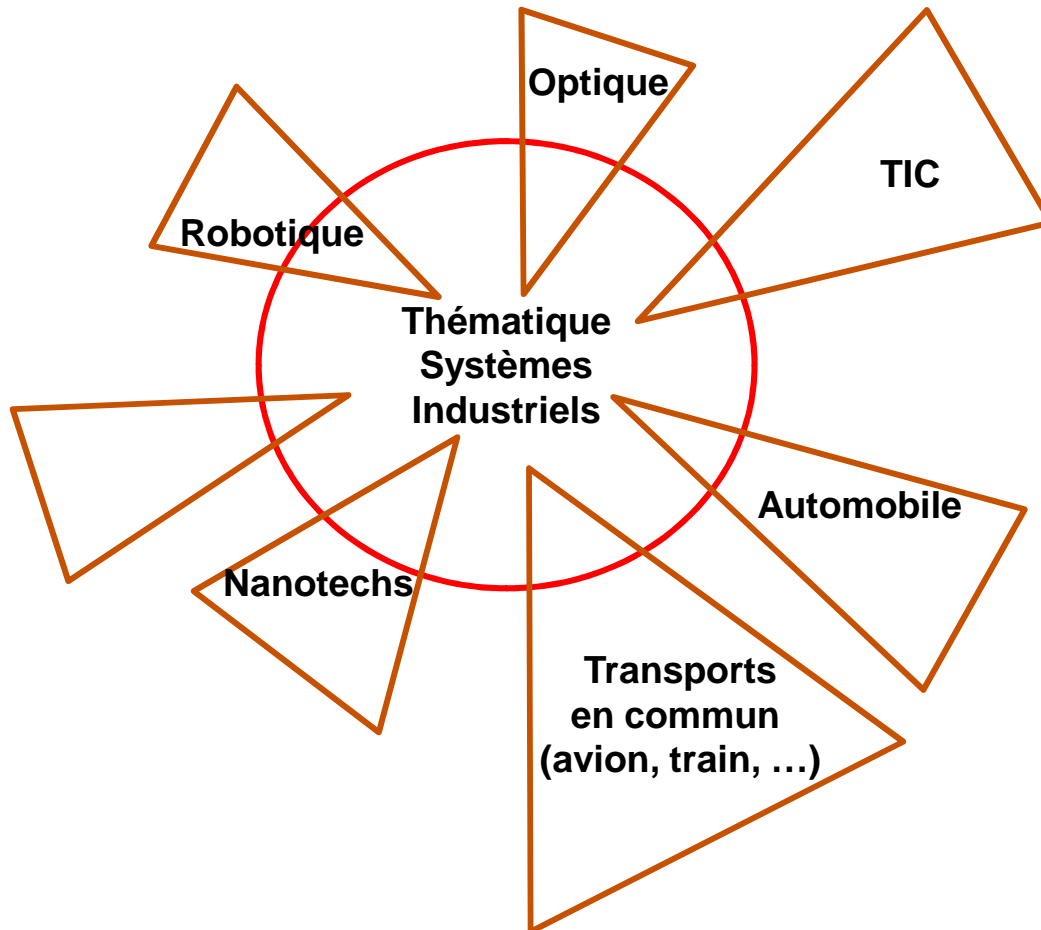 Optique
TIC
Robotique
Thématique
Systèmes
Industriels
Automobile
Nanotechs
Transports
en commun
(avion, train, …)